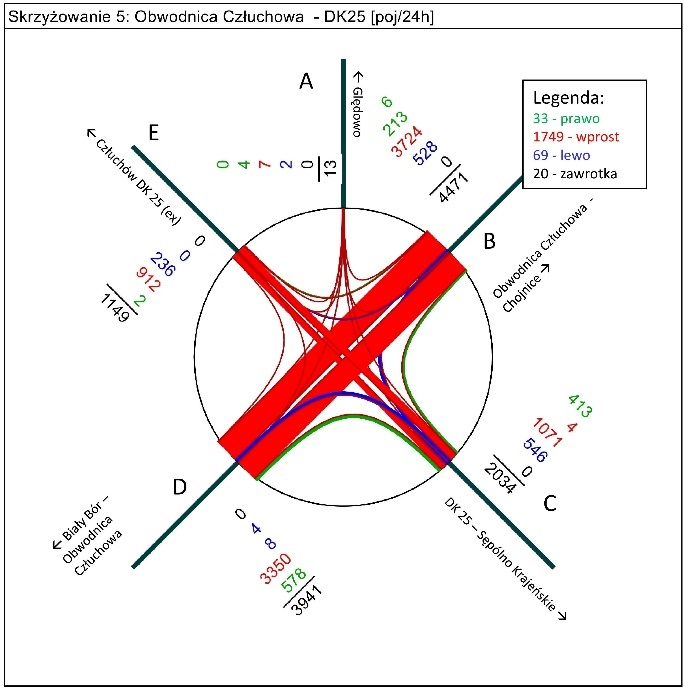 Skrzyżowanie 5: Obwodnica Człuchowa - DK25 [poj/24h]
A
← Ględowo
6
213
3724
528
0
4471
Legenda:
33 - prawo
1749 - wprost
69 - lewo
20 - zawrotka
E
← Człuchów DK 25 (ex)
0
4
7
2
0
13
B
Obwodnica Człuchowa -
Chojnice →
0
0
236
912
2
1149
413
4
1071
546
0
2034
C
DK 25 – Sępólno Krajeńskie →
D
← Biały Bór –
Obwodnica
Człuchowa
0
4
8
3350
578
3941